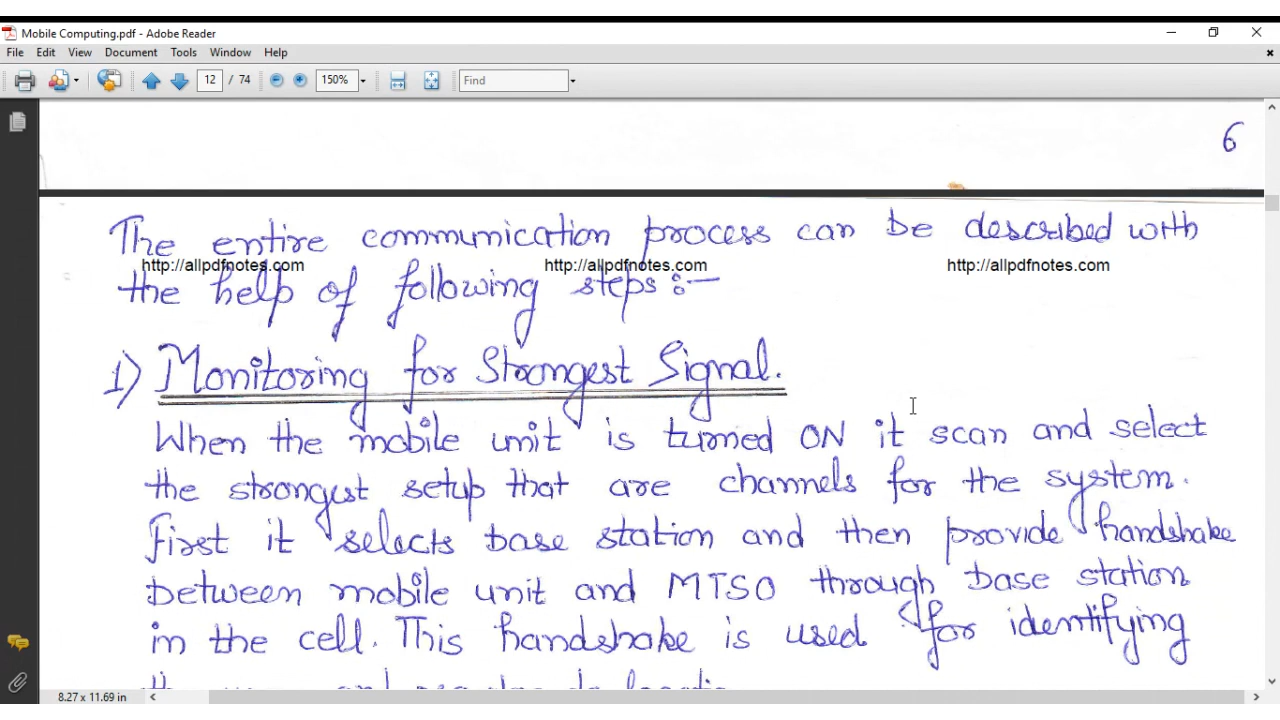 Mobile Computing.pdf - Adobe Reader
File Edit View Document Tools Window Help
12 / 74 150% Find
6
The entire communication process can be described with
http://allpdfnotes.com http://allpdfnotes.com http://allpdfnotes.com
the help of following steps:-
1) Monitoring for Strongest Signal.
When the mobile unit is turned ON it scan and select
the strongest setup that are channels for the system.
First it selects base station and then provide handshake
between mobile unit and MTSO through base station
in the cell. This handshake is used for identifying
8.27 x 11.69 in